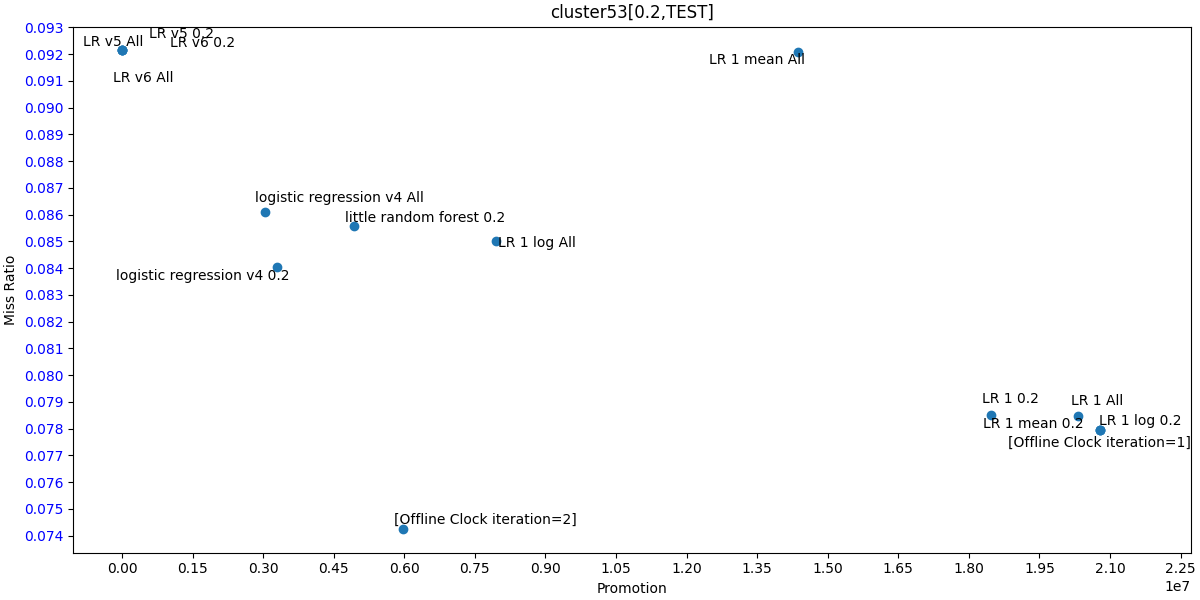 cluster53[0.2,TEST]
0.093
0.092
0.091
0.090
0.089
0.088
0.087
0.086
0.085
0.084
0.083
0.082
0.081
0.080
0.079
0.078
0.077
0.076
0.075
0.074
Miss Ratio
LR v5 0.2
LR v5 All
LR v6 0.2
LR v6 All
LR 1 mean All
logistic regression v4 All
little random forest 0.2
LR 1 log All
logistic regression v4 0.2
LR 1 0.2
LR 1 All
LR 1 mean 0.2
LR 1 log 0.2
[Offline Clock iteration=1]
[Offline Clock iteration=2]
0.00 0.15 0.30 0.45 0.60 0.75 0.90 1.05 1.20 1.35 1.50 1.65 1.80 1.95 2.10 2.25
1e7
Promotion